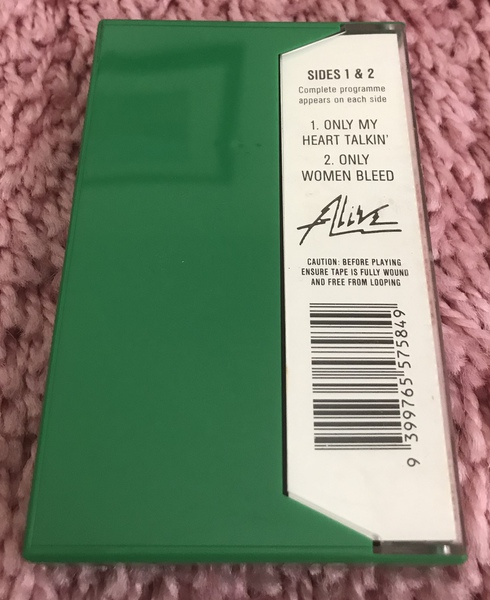 SIDES 1 & 2
Complete programme
appears on each side
1. ONLY MY
HEART TALKIN'
2. ONLY
WOMEN BLEED
Alive
CAUTION: BEFORE PLAYING
ENSURE TAPE IS FULLY WOUND
AND FREE FROM LOOPING
9 399765 575849